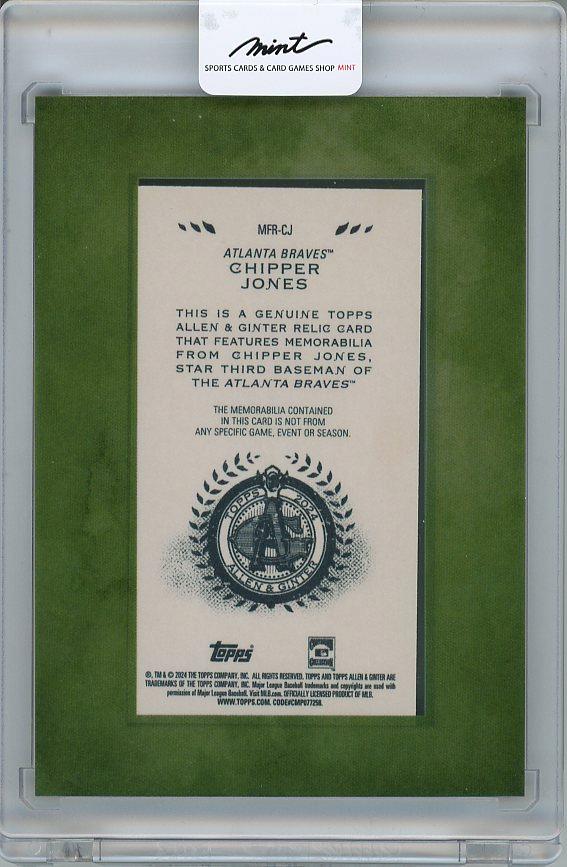 mint
SPORTS CARDS & CARD GAMES SHOP MINT
MFR-CJ
ATLANTA BRAVES™
CHIPPER
JONES
THIS IS A GENUINE TOPPS
ALLEN & GINTER RELIC CARD
THAT FEATURES MEMORABILIA
FROM CHIPPER JONES,
STAR THIRD BASEMAN OF
THE ATLANTA BRAVES™
THE MEMORABILIA CONTAINED
IN THIS CARD IS NOT FROM
ANY SPECIFIC GAME, EVENT OR SEASON.
TOPPS 2024
ALLEN & GINTER
Topps
®, TM & © 2024 THE TOPPS COMPANY, INC. ALL RIGHTS RESERVED. TOPPS AND TOPPS ALLEN & GINTER ARE
TRADEMARKS OF THE TOPPS COMPANY, INC. Major League Baseball trademarks and copyrights are used with
permission of Major League Baseball. Visit MLB.com. OFFICIALLY LICENSED PRODUCT OF MLB.
WWW.TOPPS.COM. CODE#CMP077258.